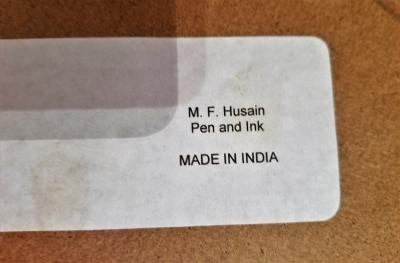 M. F. Husain
Pen and Ink
MADE IN INDIA